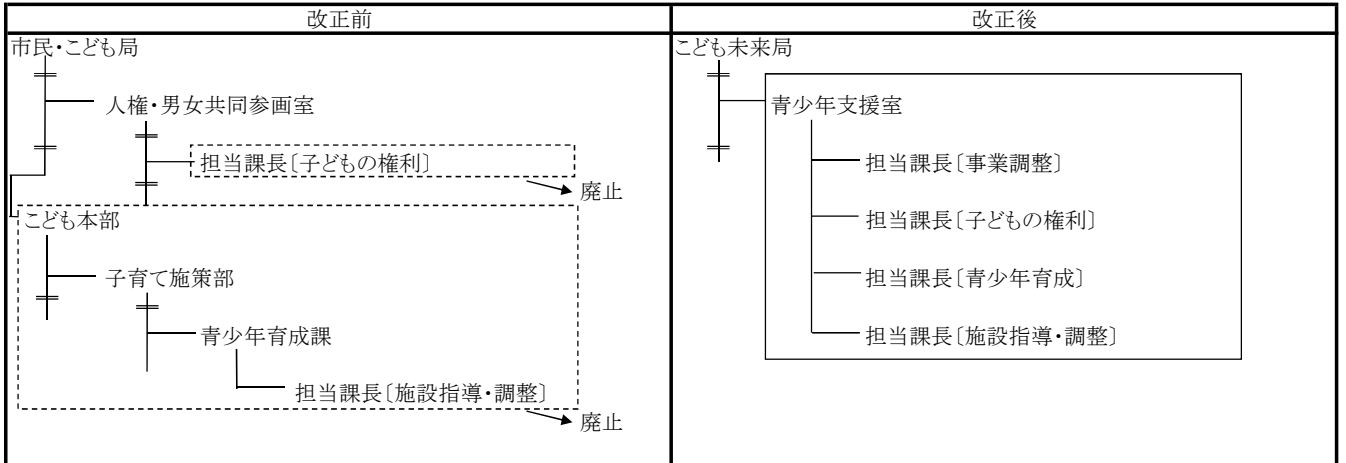 改正前
改正後
市民・こども局
人権・男女共同参画室
担当課長〔子どもの権利〕
廃止
こども本部
子育て施策部
青少年育成課
担当課長〔施設指導・調整〕
廃止
こども未来局
青少年支援室
担当課長〔事業調整〕
担当課長〔子どもの権利〕
担当課長〔青少年育成〕
担当課長〔施設指導・調整〕